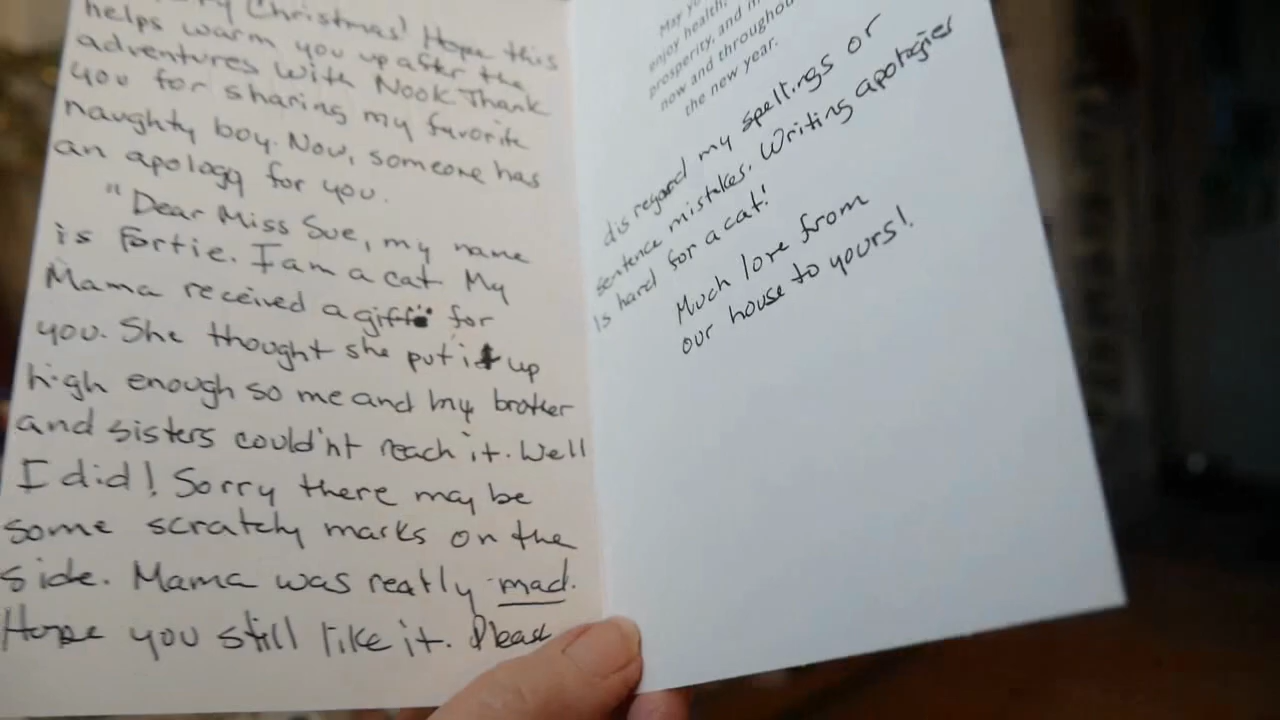 Christmas! Hope this
helps warm you up after the
adventures with Nook. Thank
you for sharing my favorite
naughty boy. Now, someone has
an apology for you.
"Dear Miss Sue, my name
is Fortie. I am a cat My
Mama received a gift for
you. She thought she put it up
high enough so me and my brother
and sisters could'nt reach it. Well
I did! Sorry there may be
some scratchy marks on the
side. Mama was really mad.
Hope you still like it. Please
May
enjoy health,
prosperity, and
now and throughout
the new year.
disregard my spellings or
sentence mistakes. Writing apologies
is hard for a cat!
Much love from
our house to yours!